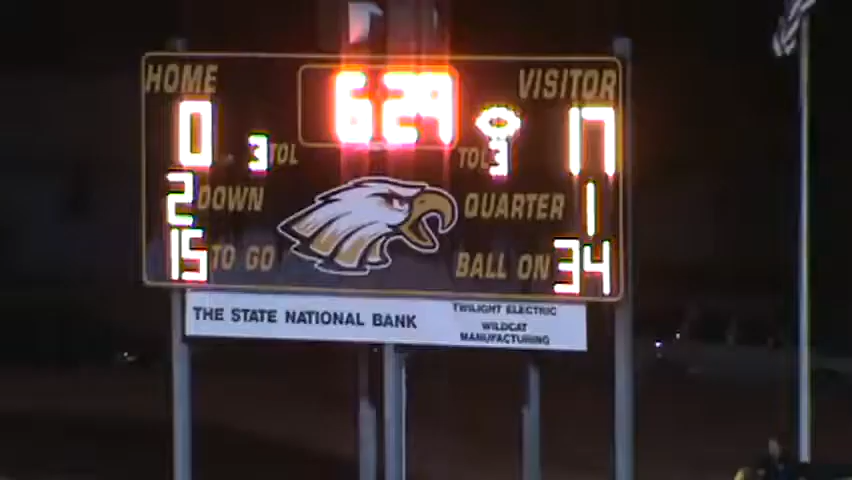 HOME 6 29 VISITOR
0 3 TOL TOL 3 17
2 DOWN QUARTER 1
15 TO GO BALL ON 34
THE STATE NATIONAL BANK
TWILIGHT ELECTRIC
WILDCAT
MANUFACTURING